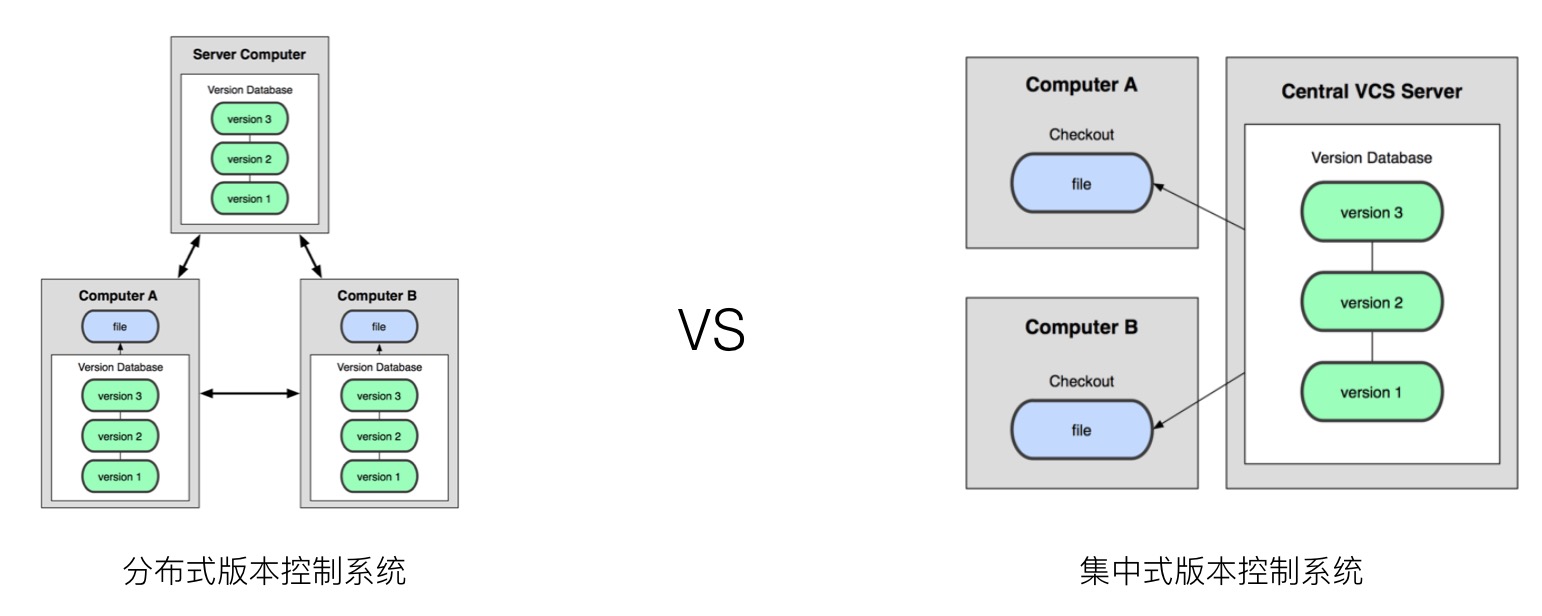 Server Computer
Version Database
version 3
version 2
version 1
Computer A
file
Version Database
version 3
version 2
version 1
Computer B
file
Version Database
version 3
version 2
version 1
分布式版本控制系统
VS
Computer A
Checkout
file
Computer B
Checkout
file
Central VCS Server
Version Database
version 3
version 2
version 1
集中式版本控制系统